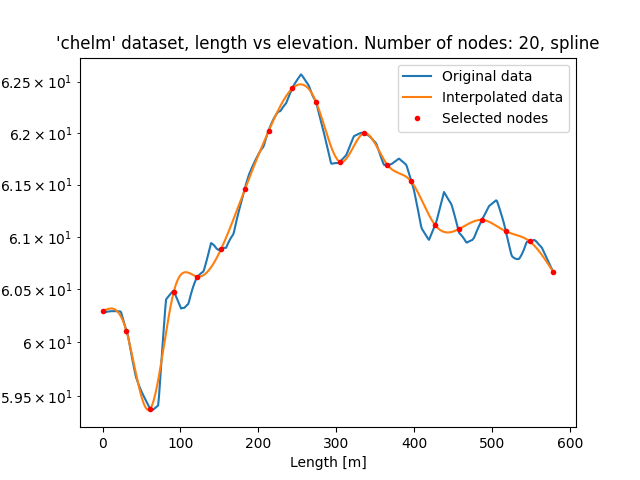 'chelm' dataset, length vs elevation. Number of nodes: 20, spline
Original data
Interpolated data
Selected nodes
6.25 × 10¹
6.2 × 10¹
6.15 × 10¹
6.1 × 10¹
6.05 × 10¹
6 × 10¹
5.95 × 10¹
0 100 200 300 400 500 600
Length [m]